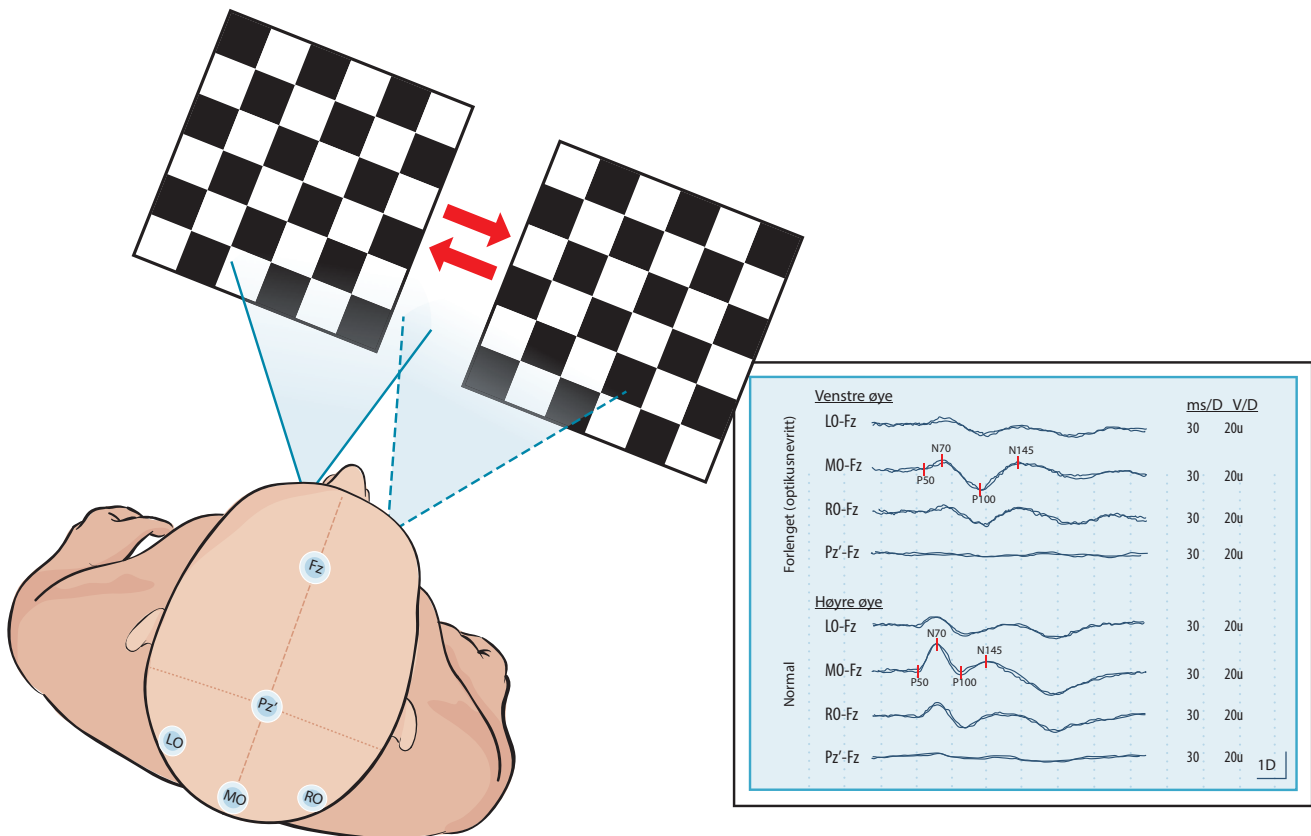 Fz
Pz'
LO
MO
RO
Forlenget (optikusnevritt)
Venstre øye
ms/D V/D
LO-Fz 30 20u
N70 N145
MO-Fz 30 20u
P50
P100
RO-Fz 30 20u
Pz'-Fz 30 20u
Normal
Høyre øye
LO-Fz 30 20u
N70
N145
MO-Fz 30 20u
P50 P100
RO-Fz 30 20u
Pz'-Fz 30 20u
1D